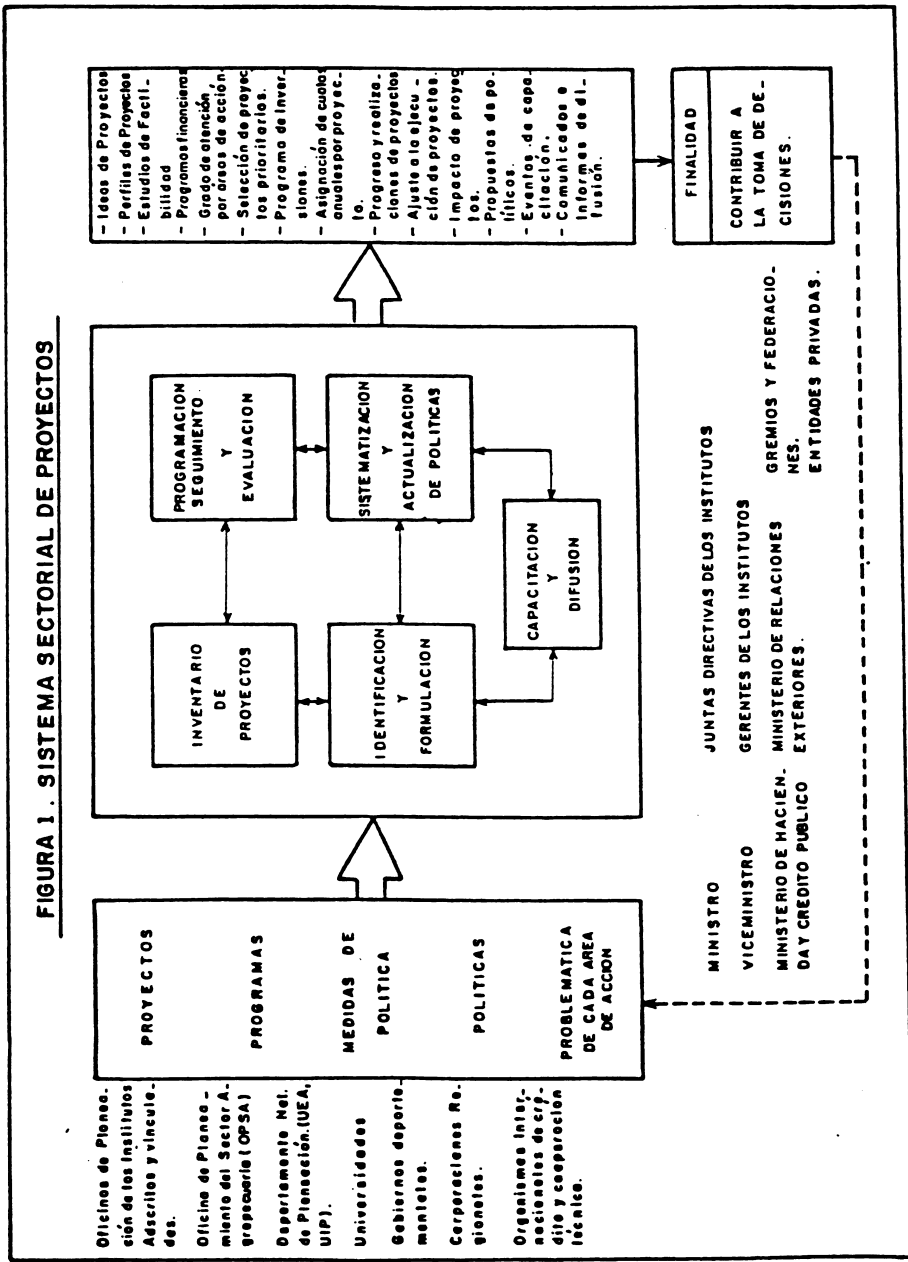 FIGURA 1. SISTEMA SECTORIAL DE PROYECTOS
Oficinas de Planea-
ción de los Institutos
Adscritos y vincula-
dos.
Oficina de Planea-
miento del Sector A-
gropecuario (OPSA)
Departamento Nal.
de Planeación.(UEA,
UIP).
Universidades
Gobiernos departa-
mentales.
Corporaciones Re-
gionales.
Organismos Inter-
nacionales de cré-
dito y cooperación
técnica.
PROYECTOS
PROGRAMAS
MEDIDAS DE
POLITICA
POLITICAS
PROBLEMATICA
DE CADA AREA
DE ACCION
INVENTARIO
DE
PROYECTOS
PROGRAMACION
SEGUIMIENTO
Y
EVALUACION
IDENTIFICACION
Y
FORMULACION
SISTEMATIZACION
Y
ACTUALIZACION
DE POLITICAS
CAPACITACION
Y
DIFUSION
- Ideas de Proyectos
- Perfiles de Proyectos
- Estudios de Facti-
bilidad
- Programas financieros
- Grado de atención,
por áreas de acción.
- Selección de proyec
tos prioritarios.
- Programa de inver-
siones.
- Asignación de cuotas
anuales por proyec-
to.
- Progreso y realiza-
ciones de proyectos
- Ajuste a la ejecu-
ción de proyectos.
- Impacto de proyec
tos.
- Propuestas de po-
líticas.
- Eventos de capa-
citación.
- Comunicados e
Informes de di-
fusión.
FINALIDAD
CONTRIBUIR A
LA TOMA DE DE-
CISIONES.
MINISTRO
VICEMINISTRO
MINISTERIO DE HACIEN-
DA Y CREDITO PUBLICO
JUNTAS DIRECTIVAS DE LOS INSTITUTOS
GERENTES DE LOS INSTITUTOS
MINISTERIO DE RELACIONES
EXTERIORES.
GREMIOS Y FEDERACIO-
NES.
ENTIDADES PRIVADAS.